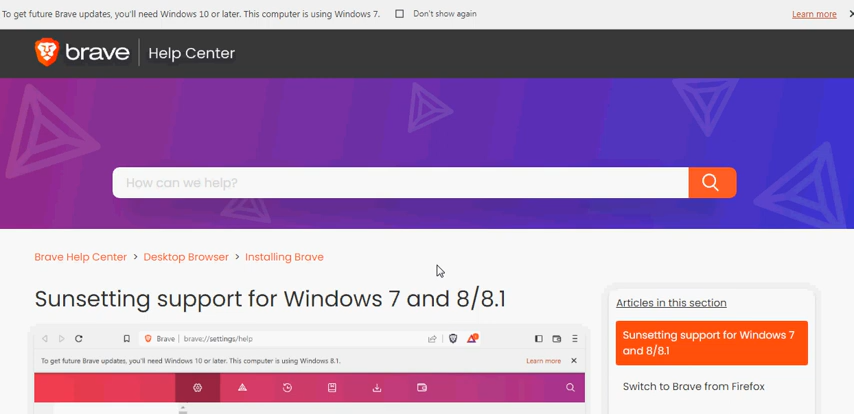 To get future Brave updates, you'll need Windows 10 or later. This computer is using Windows 7. Don't show again Learn more
brave Help Center
How can we help?
Brave Help Center > Desktop Browser > Installing Brave
Sunsetting support for Windows 7 and 8/8.1
Brave | brave://settings/help
To get future Brave updates, you'll need Windows 10 or later. This computer is using Windows 8.1. Learn more
Articles in this section
Sunsetting support for Windows 7
and 8/8.1
Switch to Brave from Firefox